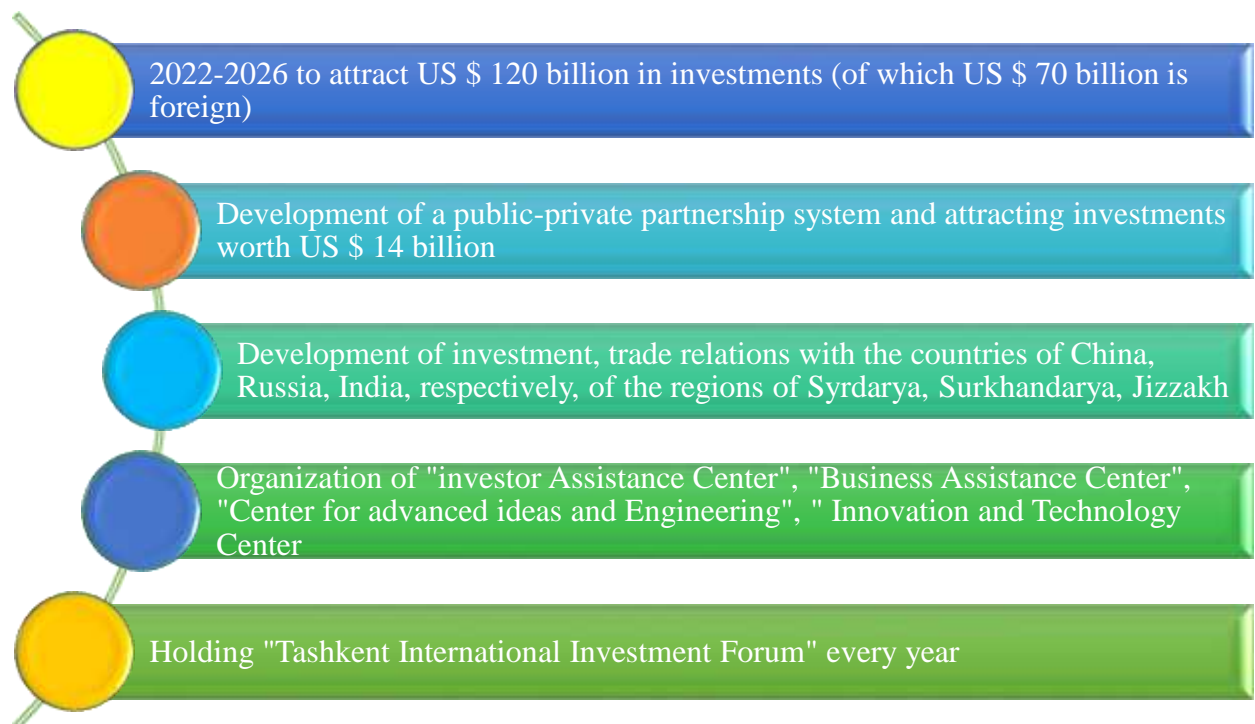 2022-2026 to attract US $ 120 billion in investments (of which US $ 70 billion is
foreign)
Development of a public-private partnership system and attracting investments
worth US $ 14 billion
Development of investment, trade relations with the countries of China,
Russia, India, respectively, of the regions of Syrdarya, Surkhandarya, Jizzakh
Organization of "investor Assistance Center", "Business Assistance Center",
"Center for advanced ideas and Engineering", " Innovation and Technology
Center
Holding "Tashkent International Investment Forum" every year